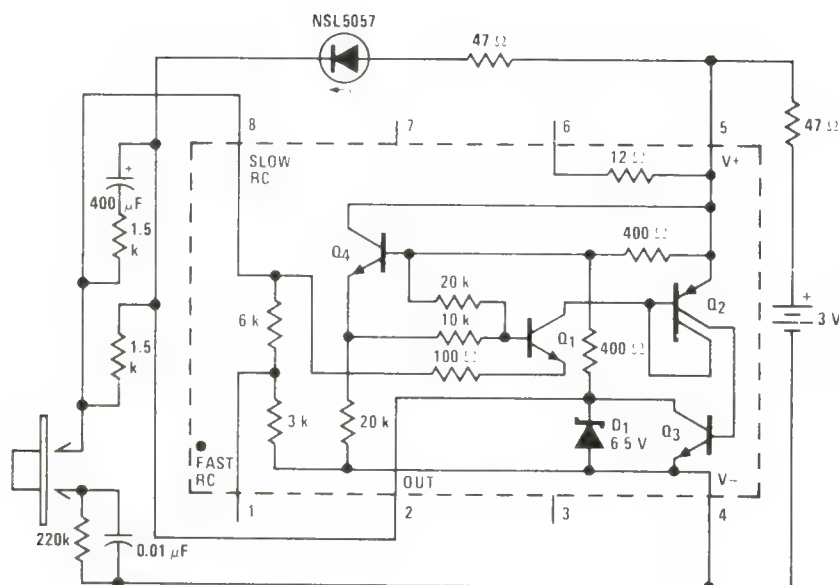 NSL5057
47 Ω
47 Ω
8
7
6
5
SLOW
RC
12 Ω
V+
400 μF
+
1.5
k
400 Ω
Q4
20 k
Q2
+
3 V
6 k
10 k
Q1
400 Ω
100 Ω
1.5
k
3 k
20 k
D1
6 5 V
Q3
FAST
RC
OUT
V-
1
2
3
4
220k
0.01 μF